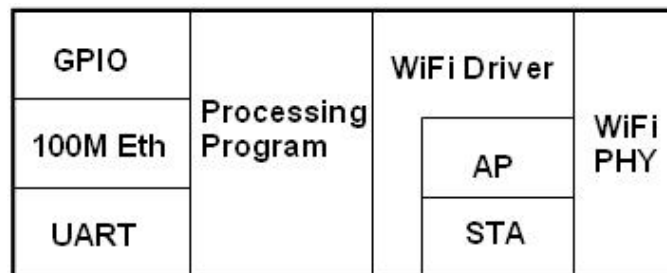 GPIO
100M Eth
UART
Processing
Program
WiFi Driver
AP
STA
WiFi
PHY